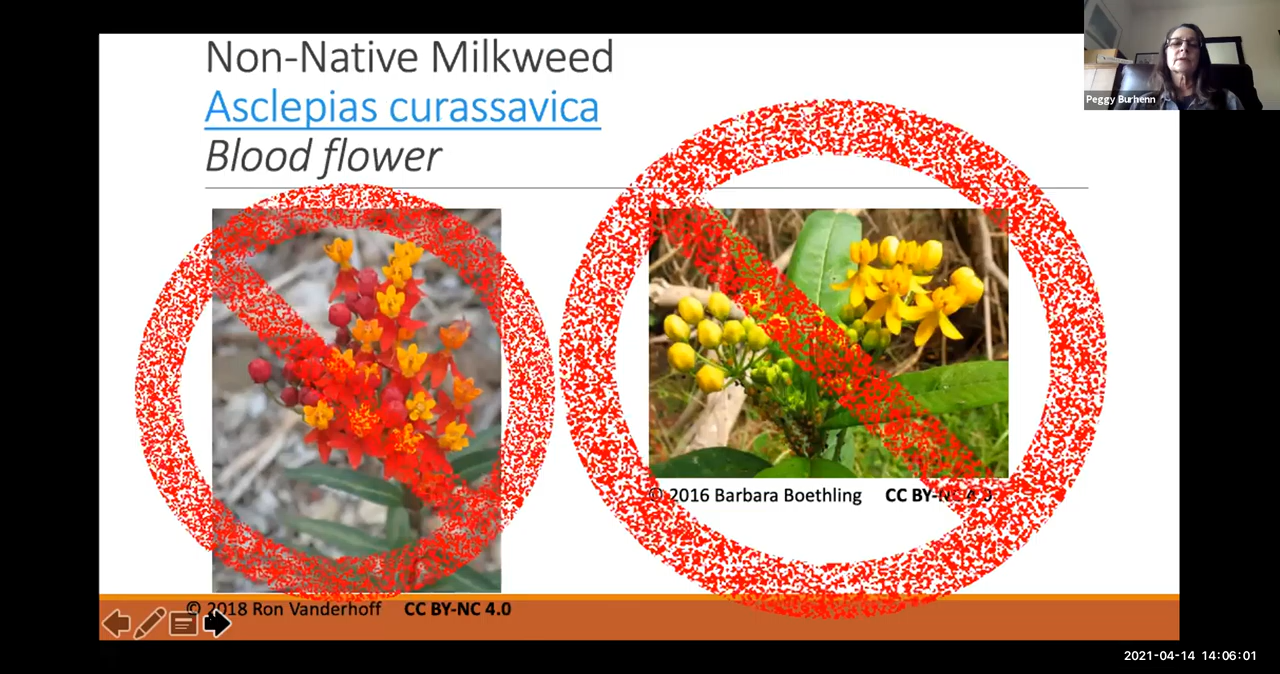 Non-Native Milkweed
Asclepias curassavica
Blood flower
Peggy Burhenn
© 2016 Barbara Boethling CC BY-NC 4.0
© 2018 Ron Vanderhoff CC BY-NC 4.0
2021-04-14 14:06:01